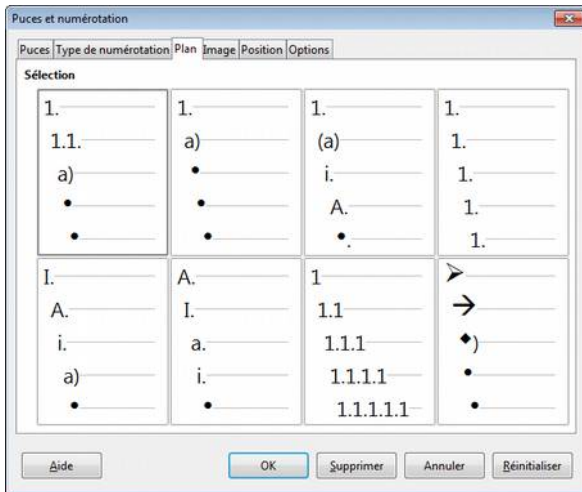 Puces et numérotation
Puces Type de numérotation Plan Image Position Options
Sélection
1. 1. 1. 1.
1.1. a) (a) 1.
a) • i. 1.
• • A. 1.
• • •. 1.
I. A. 1 ➢
A. I. 1.1 →
i. a. 1.1.1 ◆)
a) i. 1.1.1.1 •
• • 1.1.1.1.1 •
Aide OK Supprimer Annuler Réinitialiser